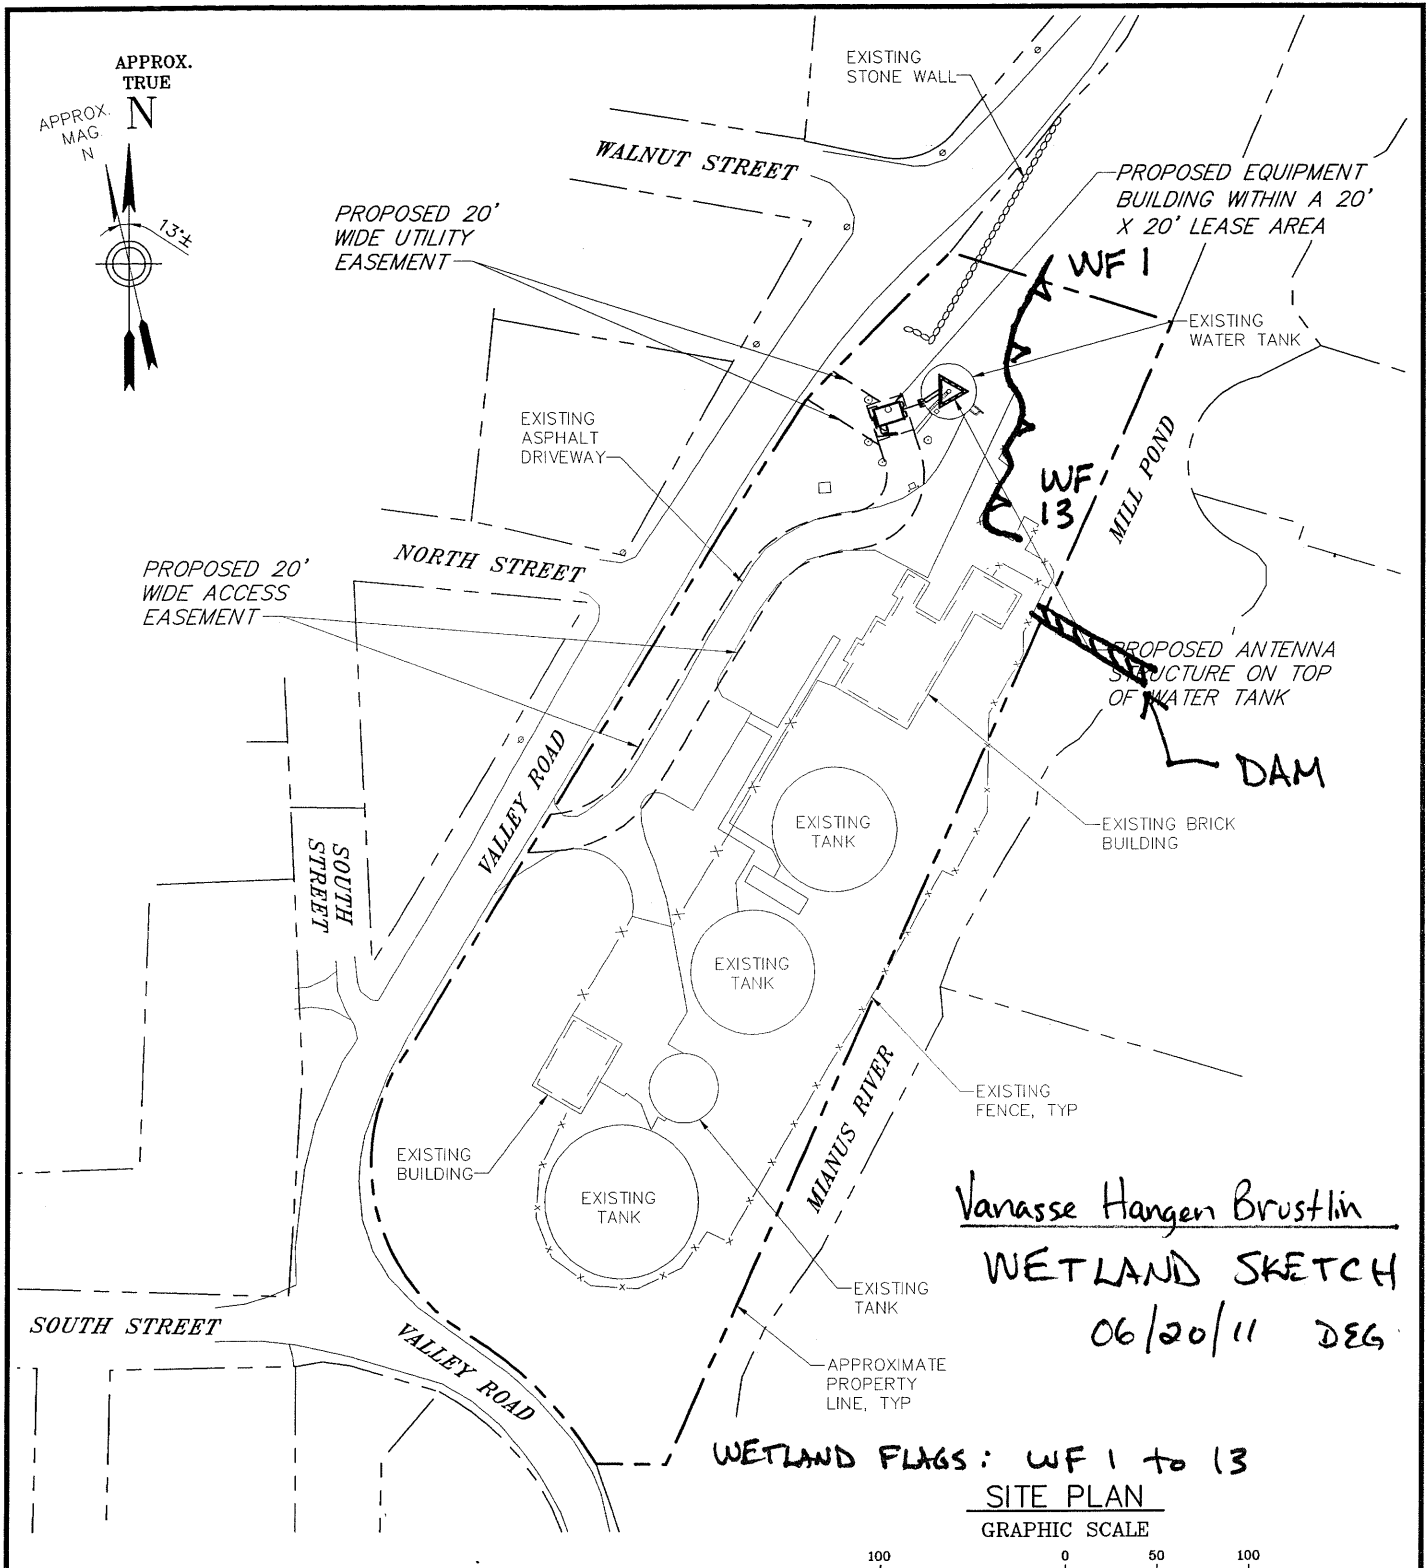 APPROX.
TRUE
N
APPROX.
MAG
N
13°±
EXISTING
STONE WALL
WALNUT STREET
PROPOSED EQUIPMENT
BUILDING WITHIN A 20'
X 20' LEASE AREA
PROPOSED 20'
WIDE UTILITY
EASEMENT
WF 1
EXISTING
WATER TANK
EXISTING
ASPHALT
DRIVEWAY
MILL POND
WF
13
NORTH STREET
PROPOSED 20'
WIDE ACCESS
EASEMENT
PROPOSED ANTENNA
STRUCTURE ON TOP
OF WATER TANK
DAM
VALLEY ROAD
EXISTING
TANK
EXISTING BRICK
BUILDING
SOUTH
STREET
EXISTING
TANK
MIANUS RIVER
EXISTING
FENCE, TYP
EXISTING
BUILDING
EXISTING
TANK
Vanasse Hangen Brustlin
WETLAND SKETCH
06/20/11 DEG
EXISTING
TANK
SOUTH STREET
VALLEY ROAD
APPROXIMATE
PROPERTY
LINE, TYP
WETLAND FLAGS: WF 1 to 13
SITE PLAN
GRAPHIC SCALE
100 0 50 100